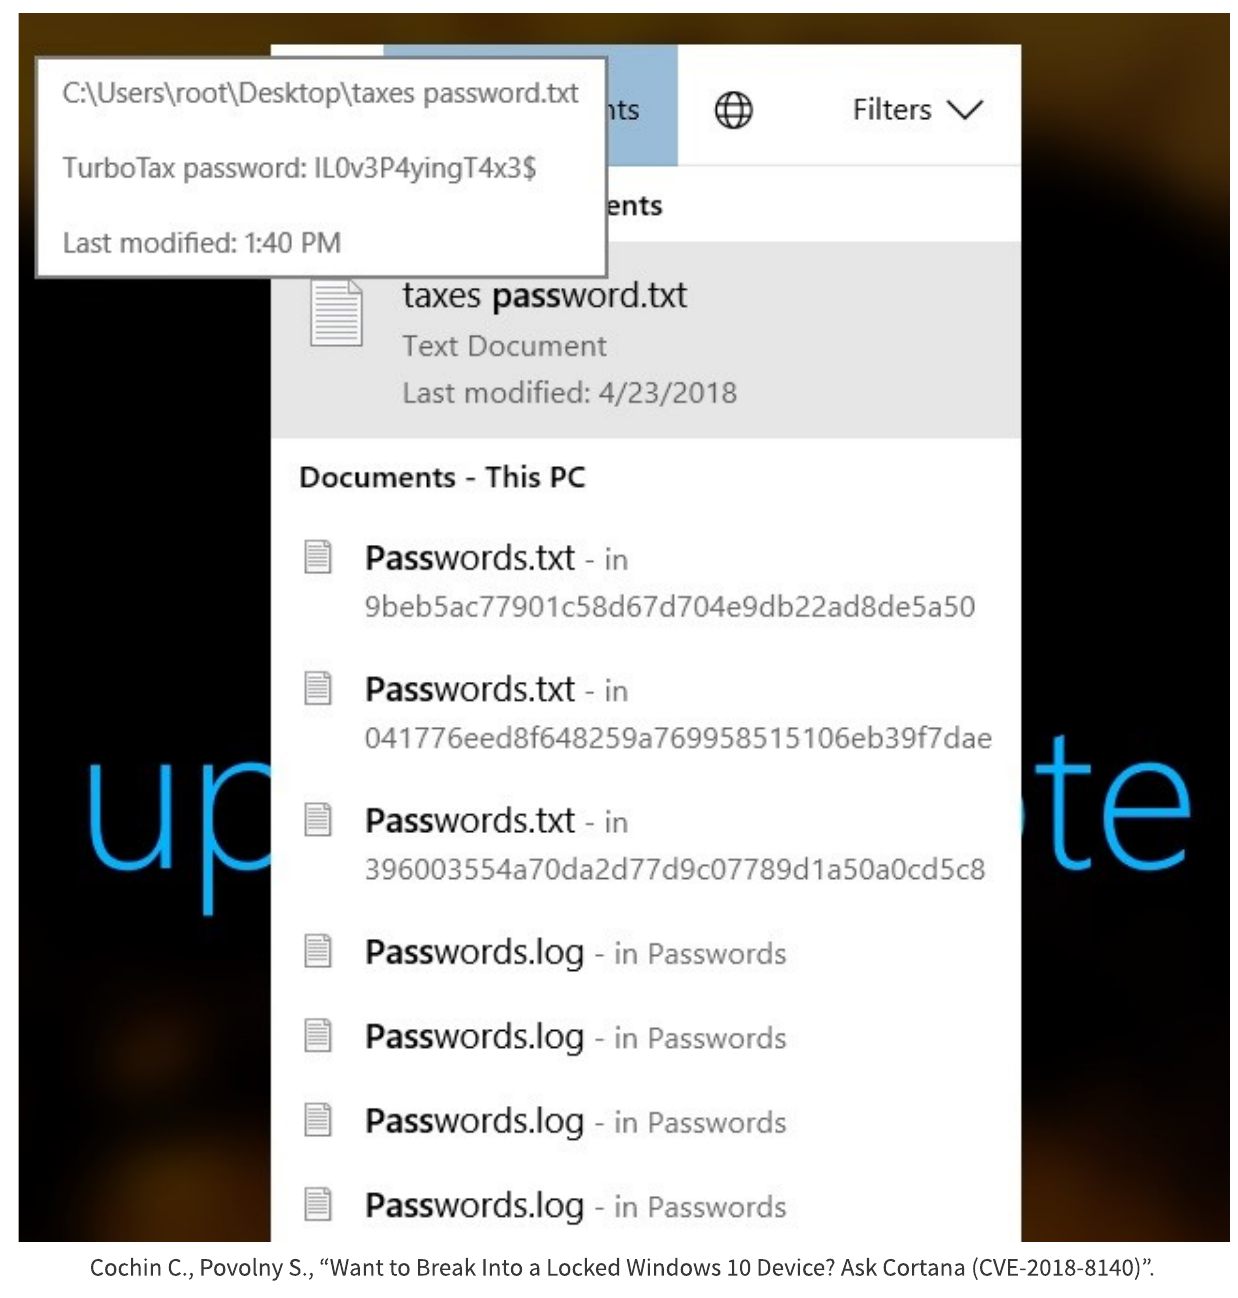 C:\Users\root\Desktop\taxes password.txt
TurboTax password: IL0v3P4yingT4x3$
Last modified: 1:40 PM
nts
Filters
ents
taxes password.txt
Text Document
Last modified: 4/23/2018
Documents - This PC
Passwords.txt - in
9beb5ac77901c58d67d704e9db22ad8de5a50
Passwords.txt - in
041776eed8f648259a769958515106eb39f7dae
Passwords.txt - in
396003554a70da2d77d9c07789d1a50a0cd5c8
up
te
Passwords.log - in Passwords
Passwords.log - in Passwords
Passwords.log - in Passwords
Passwords.log - in Passwords
Cochin C., Povolny S., “Want to Break Into a Locked Windows 10 Device? Ask Cortana (CVE-2018-8140)”.